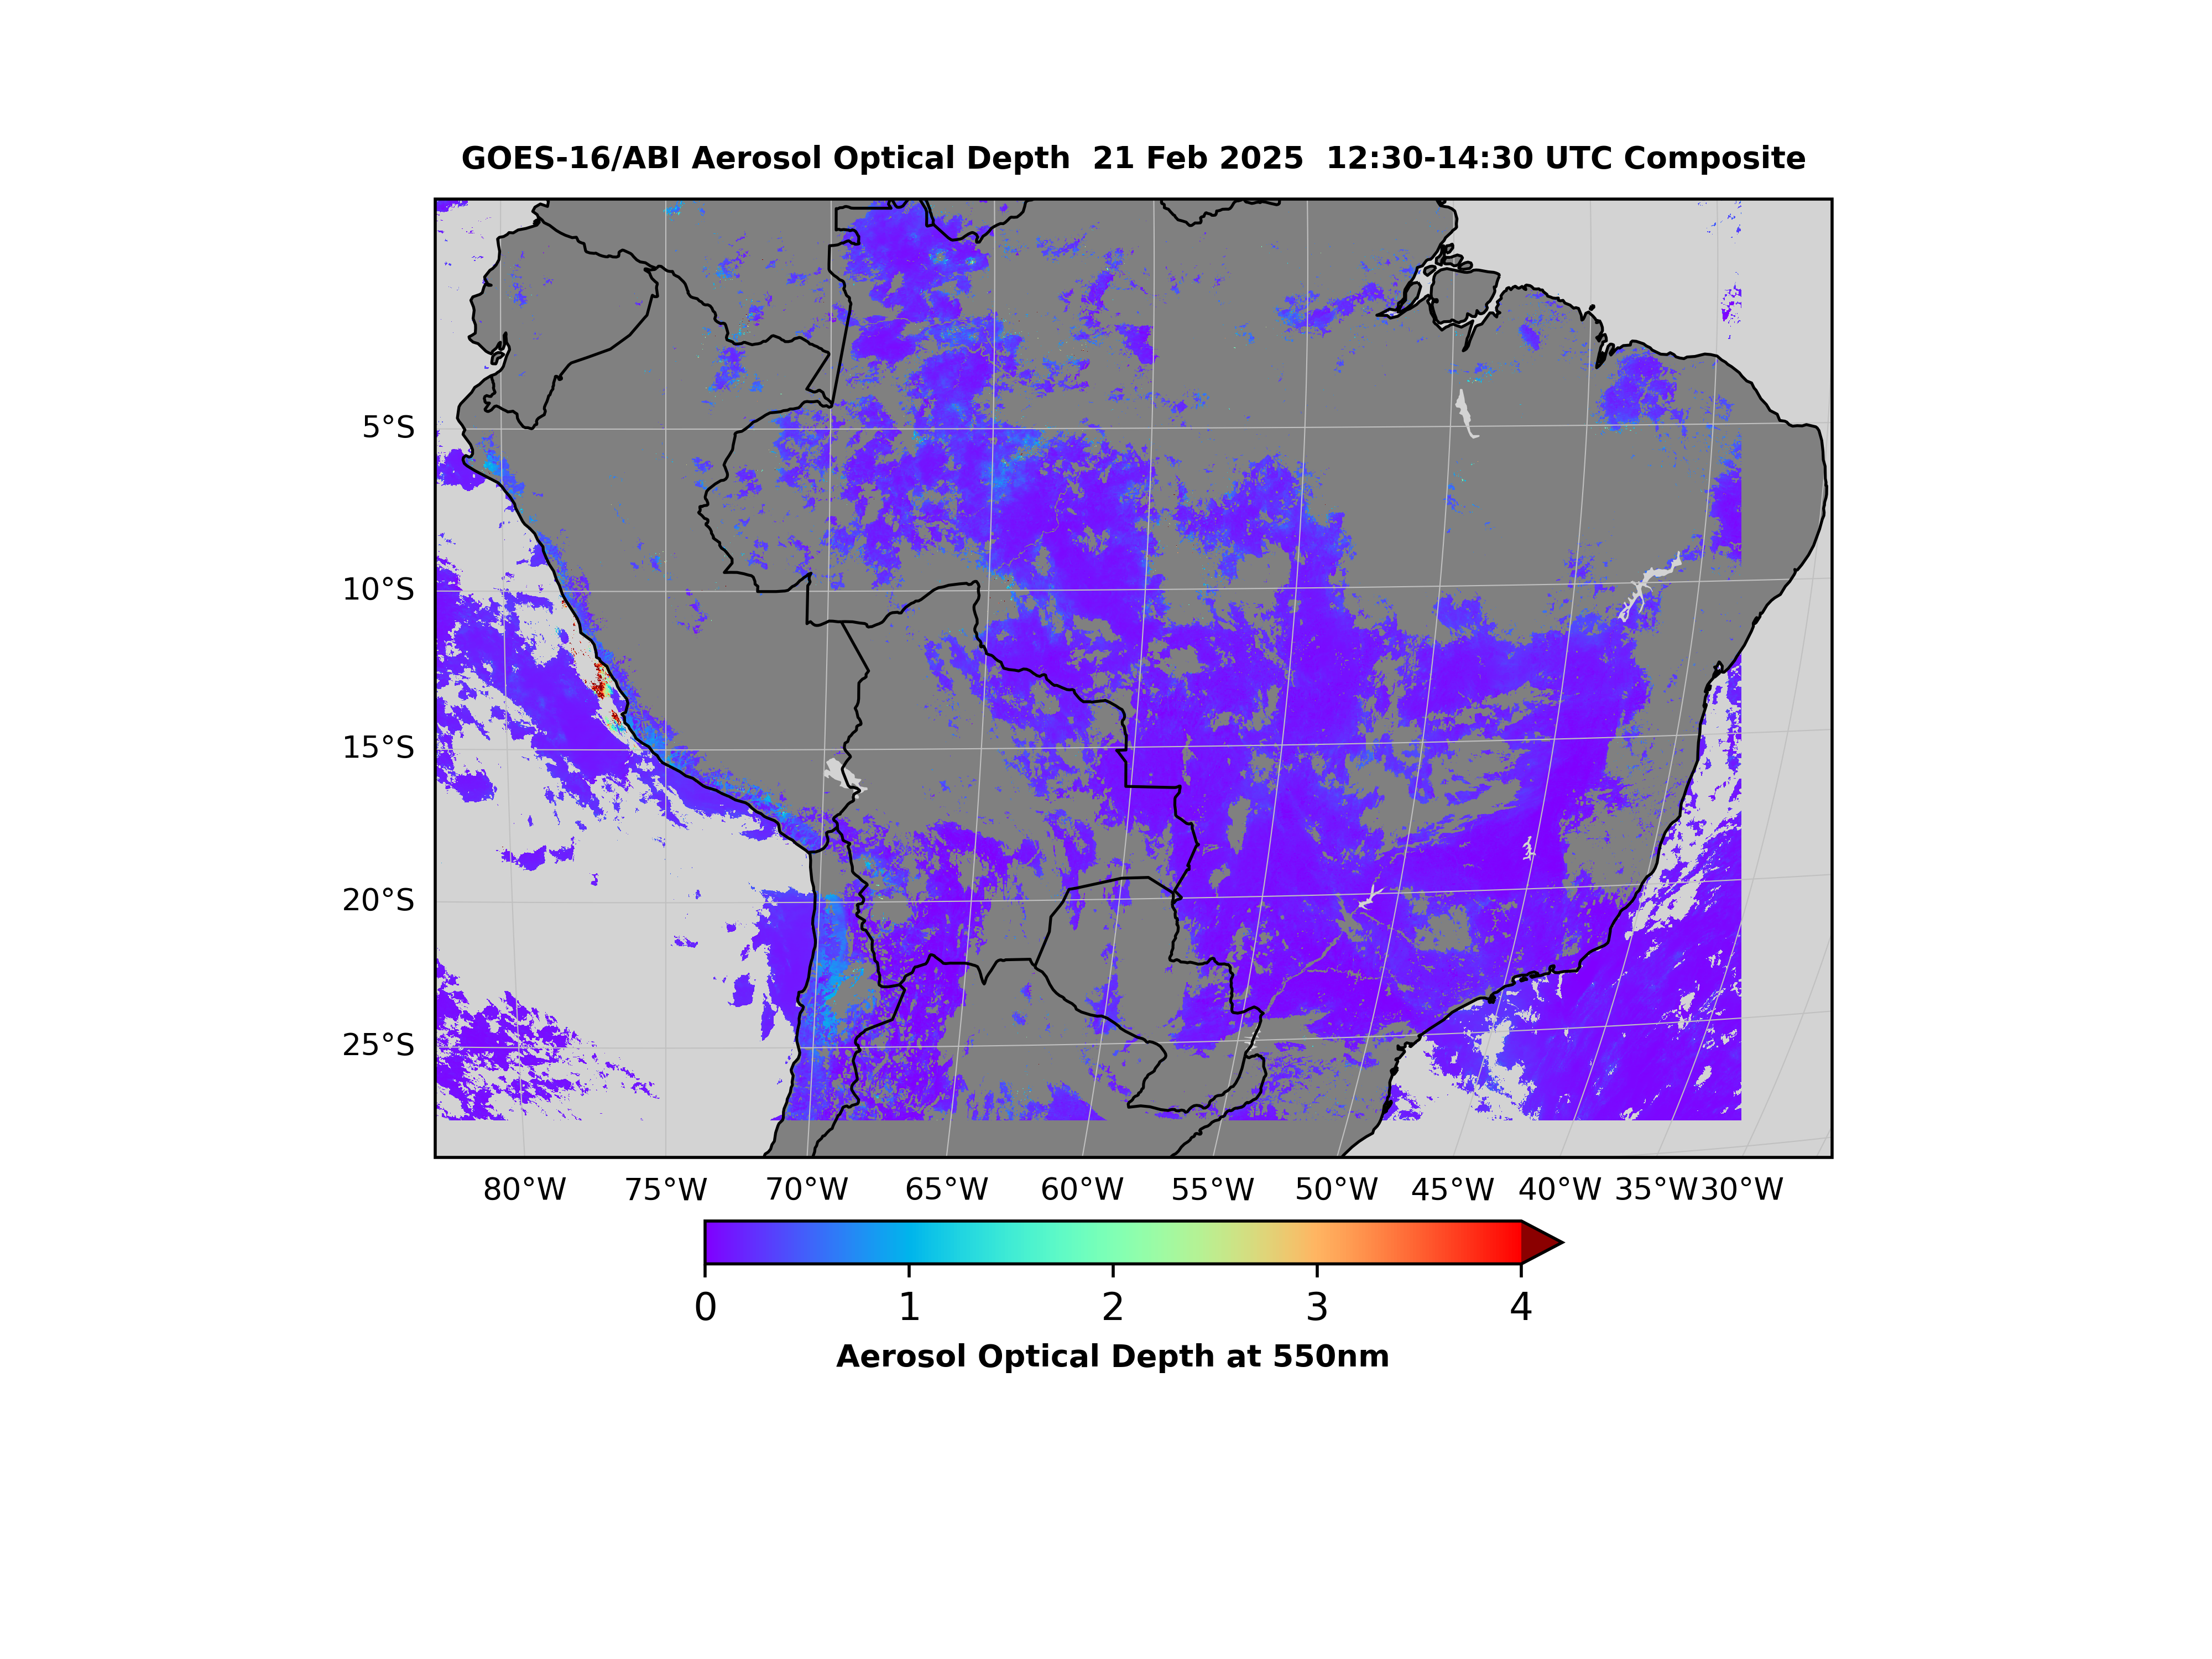 GOES-16/ABI Aerosol Optical Depth  21 Feb 2025  12:30-14:30 UTC Composite
5°S
10°S
15°S
20°S
25°S
80°W 75°W 70°W 65°W 60°W 55°W 50°W 45°W 40°W 35°W 30°W
0 1 2 3 4
Aerosol Optical Depth at 550nm